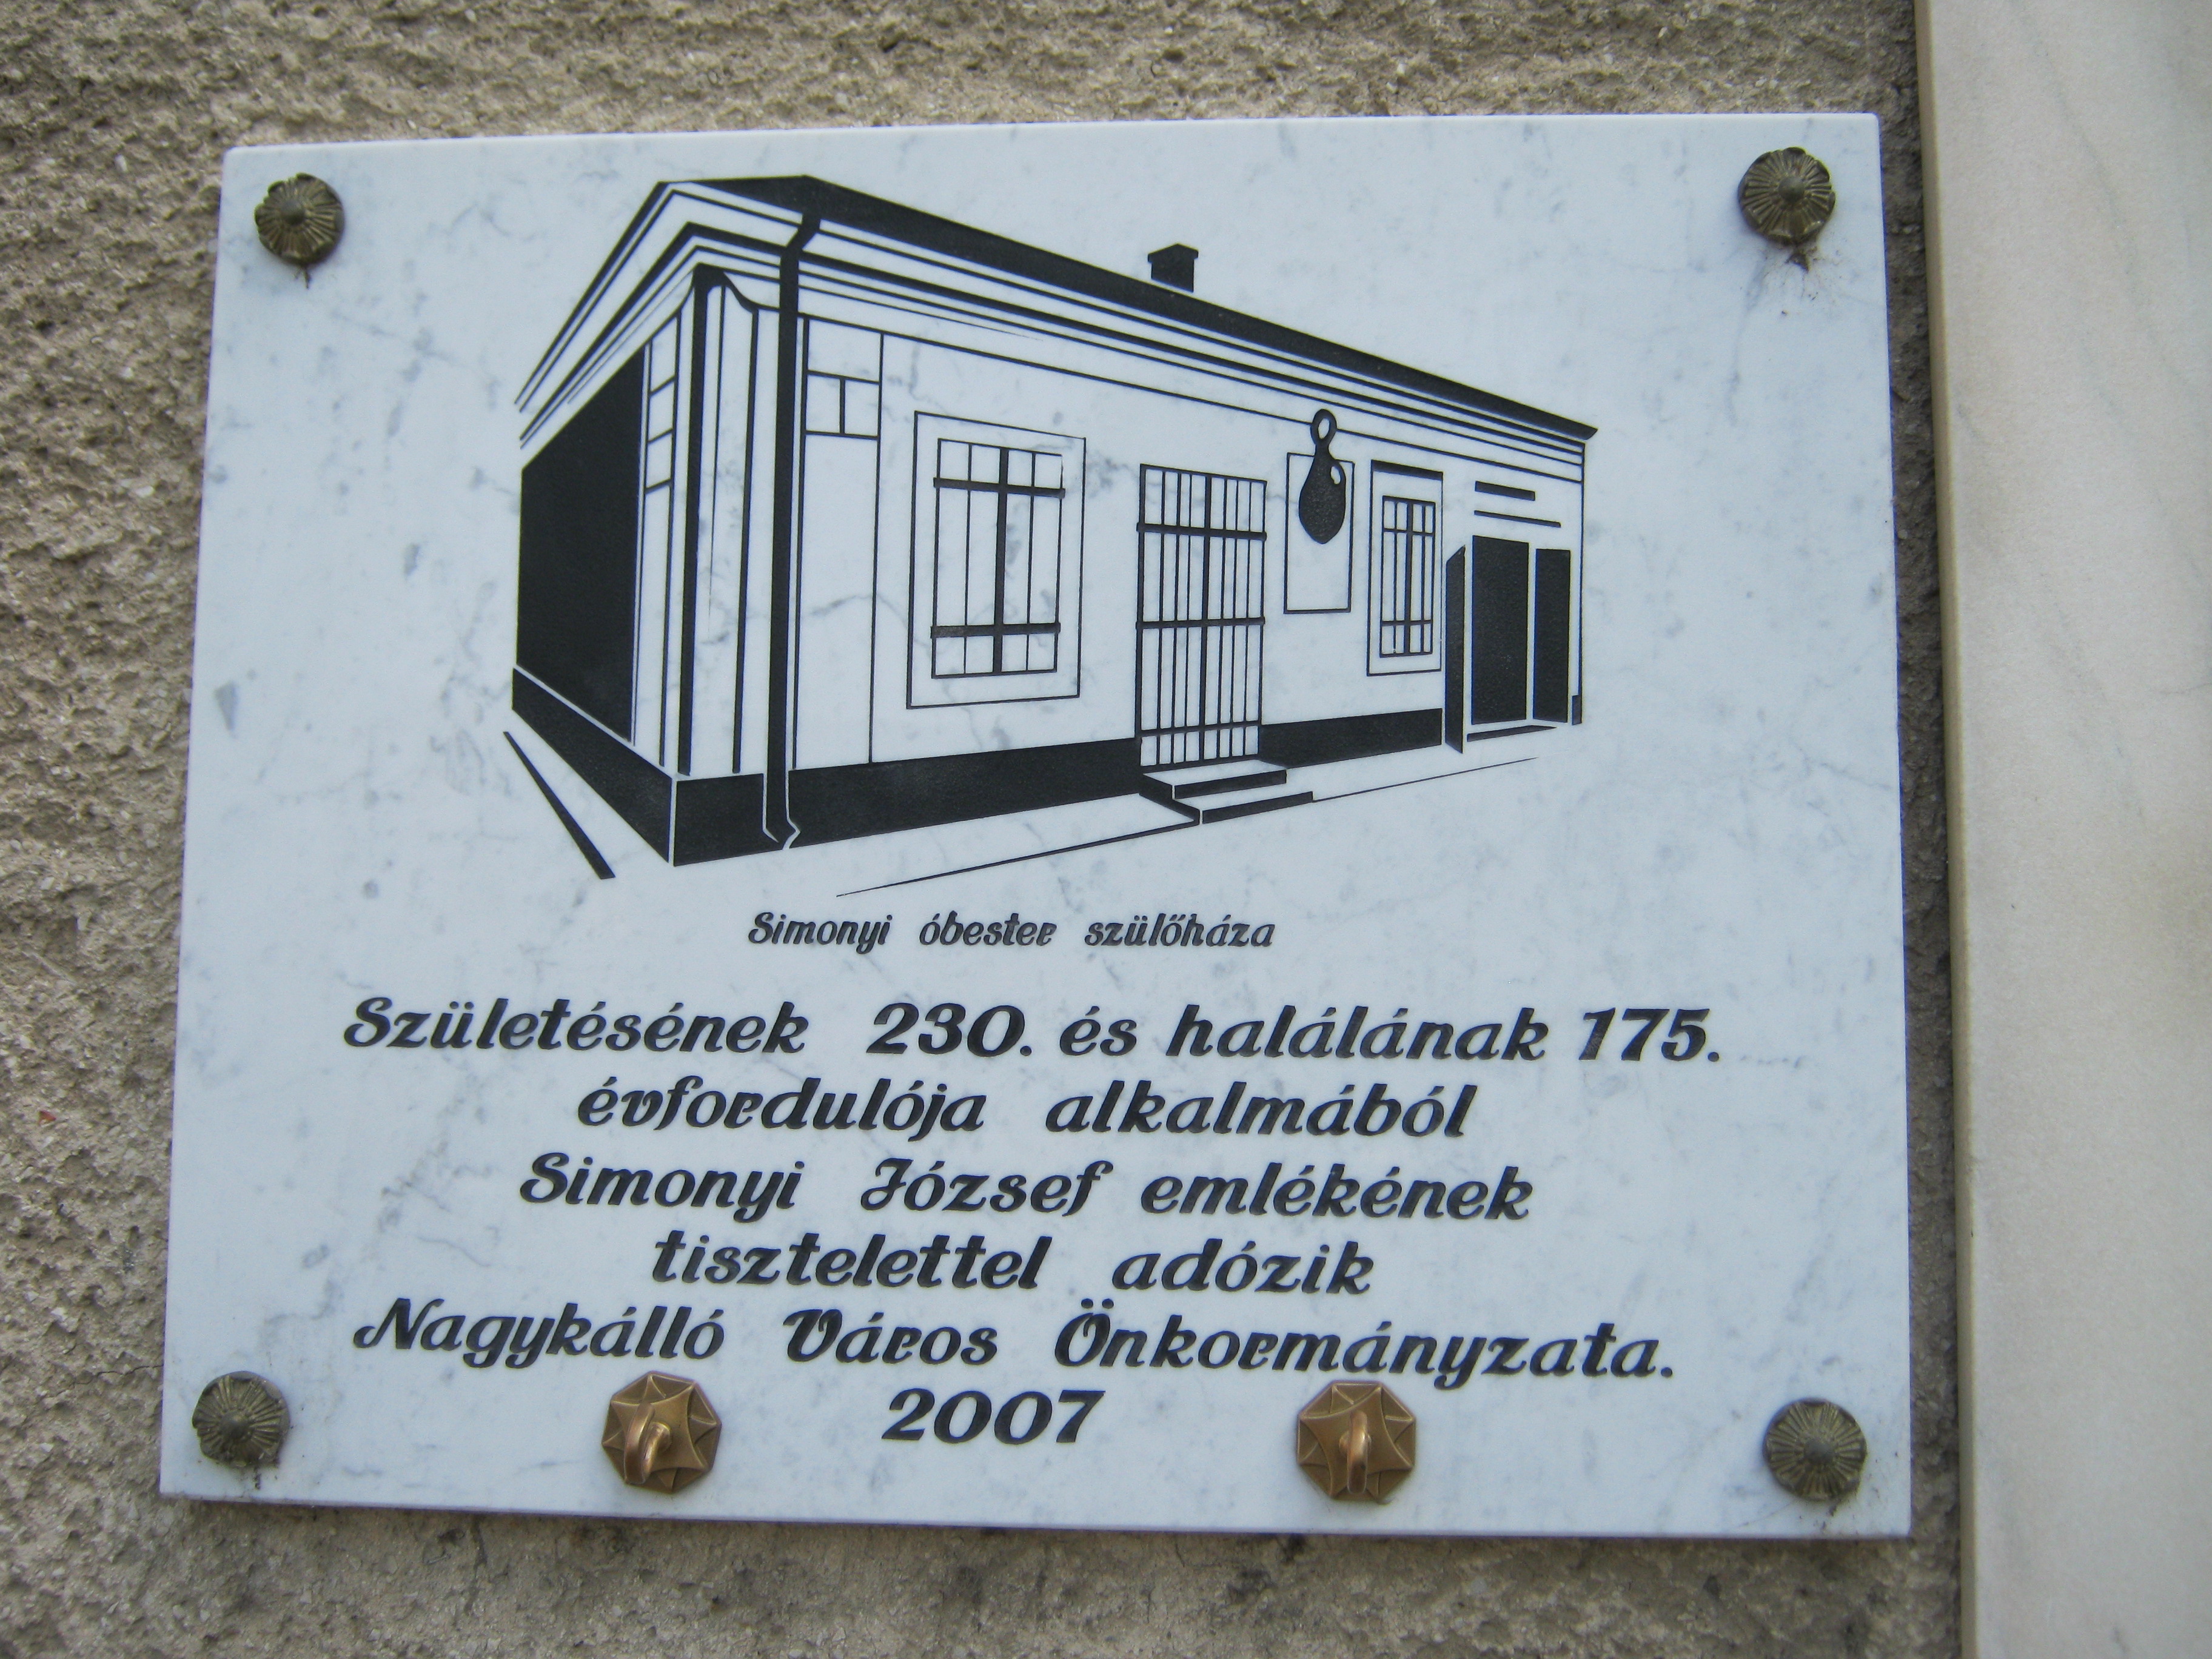 Simonyi óbester szülőháza
Születésének 230. és halálának 175.
évfordulója alkalmából
Simonyi József emlékének
tisztelettel adózik
Nagykálló Város Önkormányzata.
2007